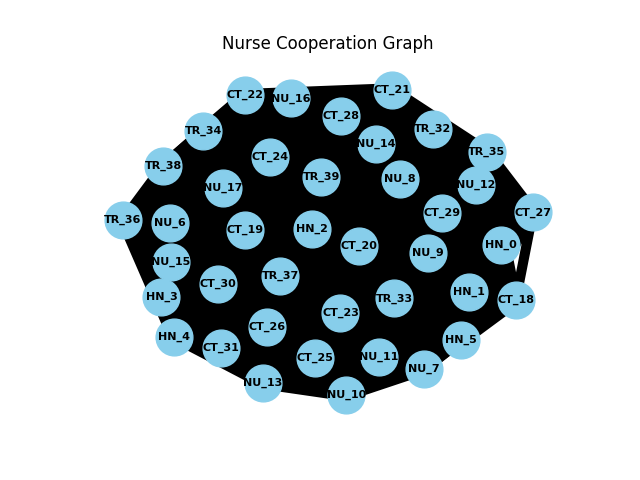 Nurse Cooperation Graph
CT_21
CT_22
NU_16
CT_28
TR_32
TR_34
NU_14
TR_35
CT_24
TR_38
TR_39
NU_8
NU_12
NU_17
CT_27
CT_29
TR_36
NU_6
CT_19
HN_2
CT_20
HN_0
NU_9
NU_15
TR_37
CT_30
HN_1
HN_3
TR_33
CT_18
CT_23
CT_26
HN_4
HN_5
CT_31
CT_25
NU_11
NU_7
NU_13
NU_10